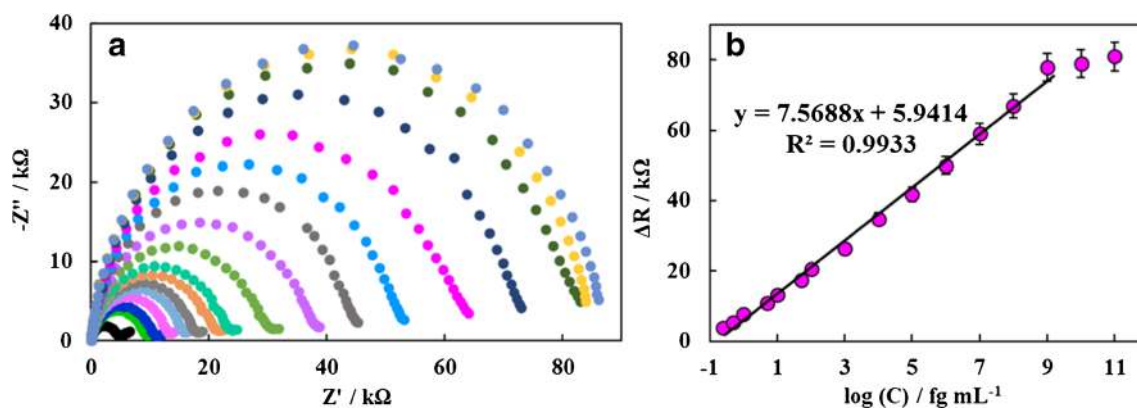 a
40
30
20
10
0
-Z" / kΩ
0 20 40 60 80
Z' / kΩ
b
100
80
60
40
20
0
ΔR / kΩ
y = 7.5688x + 5.9414
R² = 0.9933
-1 1 3 5 7 9 11
log (C) / fg mL⁻¹